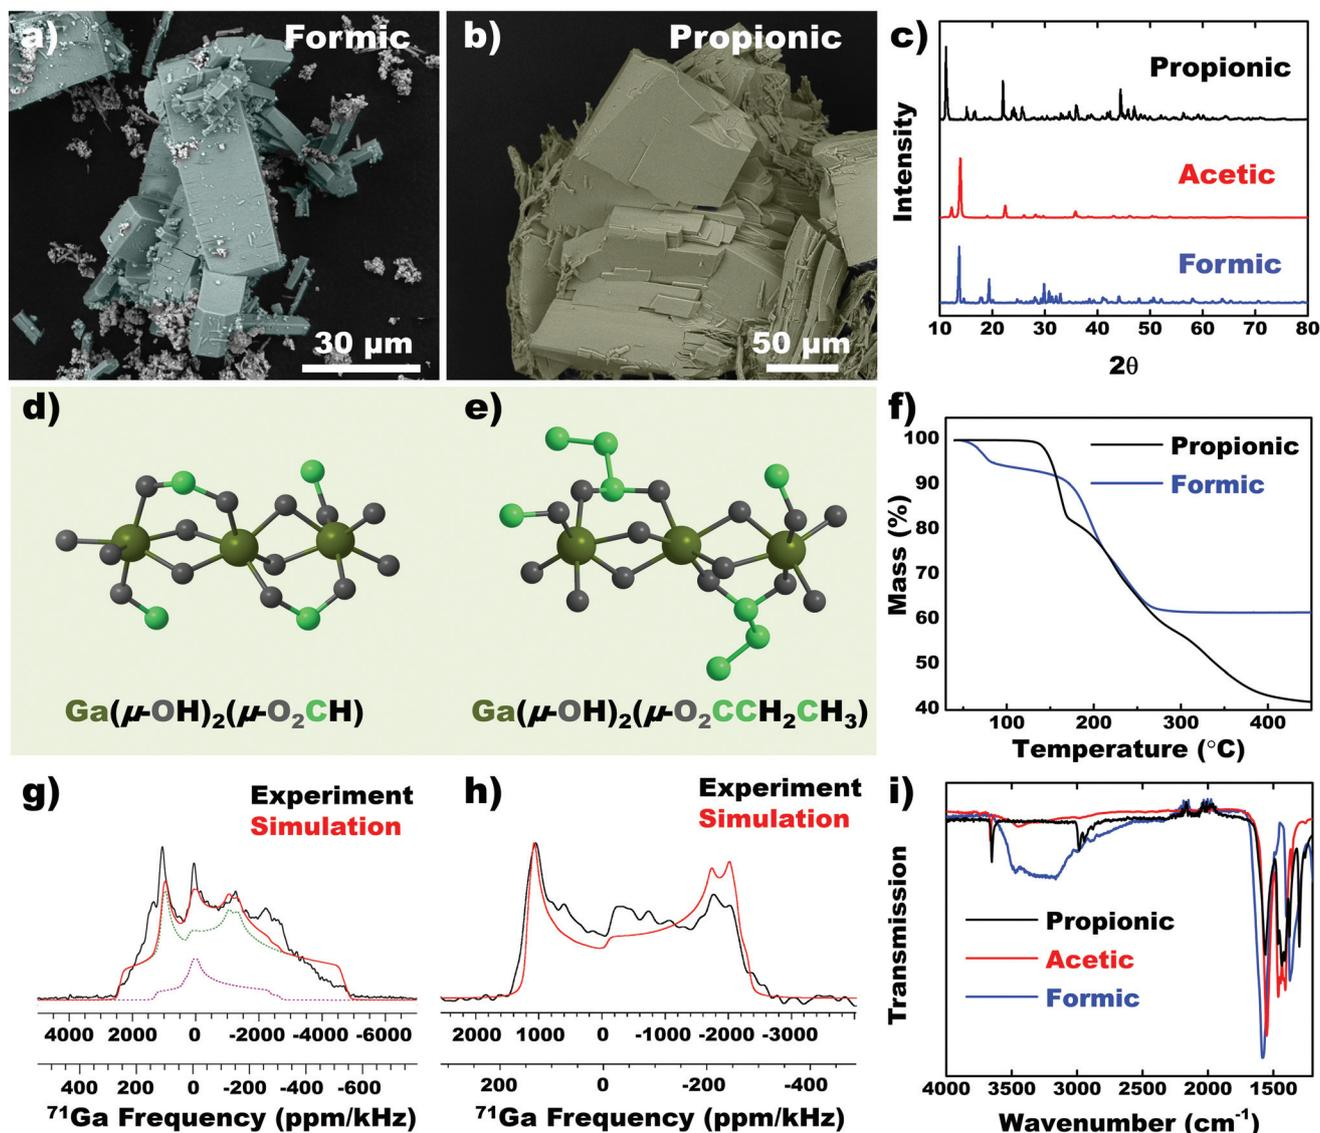 a) Formic
30 µm
b) Propionic
50 µm
c)
Propionic
Acetic
Formic
Intensity
10 20 30 40 50 60 70 80
2θ
d)
Ga(µ-OH)₂(µ-O₂CH)
e)
Ga(µ-OH)₂(µ-O₂CCH₂CH₃)
f)
Propionic
Formic
Mass (%)
100
90
80
70
60
50
40
100 200 300 400
Temperature (°C)
g)
Experiment
Simulation
4000 2000 0 -2000 -4000 -6000
400 200 0 -200 -400 -600
⁷¹Ga Frequency (ppm/kHz)
h)
Experiment
Simulation
2000 1000 0 -1000 -2000 -3000
200 0 -200 -400
⁷¹Ga Frequency (ppm/kHz)
i)
Transmission
Propionic
Acetic
Formic
4000 3500 3000 2500 2000 1500
Wavenumber (cm⁻¹)